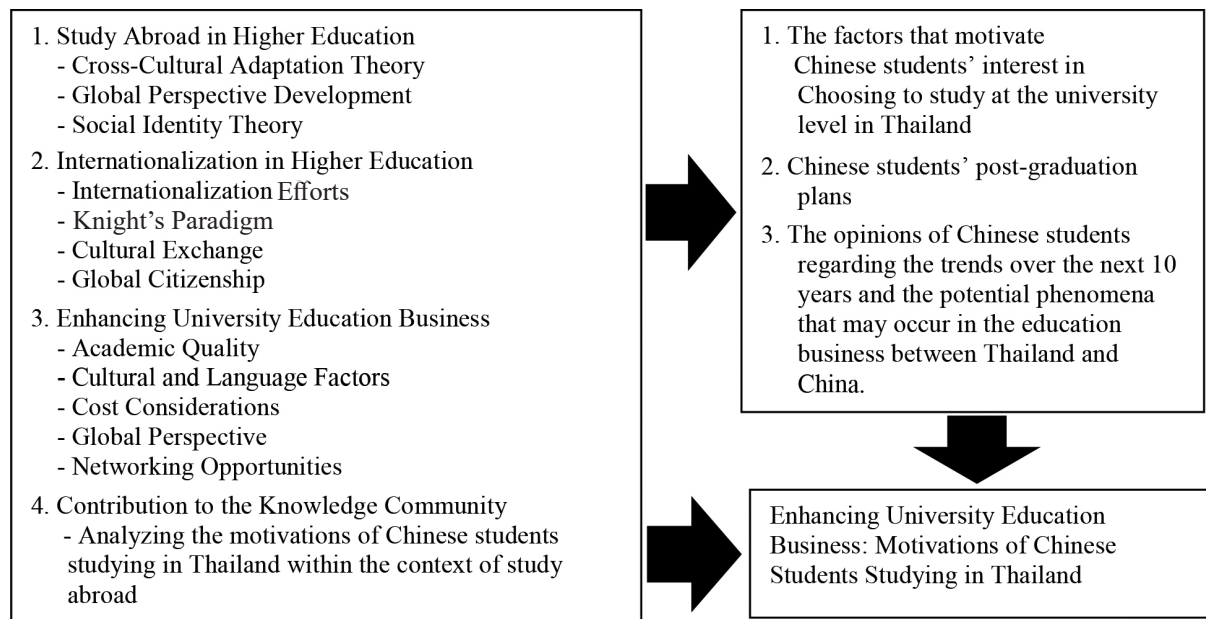 1. Study Abroad in Higher Education
- Cross-Cultural Adaptation Theory
- Global Perspective Development
- Social Identity Theory
2. Internationalization in Higher Education
- Internationalization Efforts
- Knight's Paradigm
- Cultural Exchange
- Global Citizenship
3. Enhancing University Education Business
- Academic Quality
- Cultural and Language Factors
- Cost Considerations
- Global Perspective
- Networking Opportunities
4. Contribution to the Knowledge Community
- Analyzing the motivations of Chinese students
studying in Thailand within the context of study
abroad
1. The factors that motivate
Chinese students' interest in
Choosing to study at the university
level in Thailand
2. Chinese students' post-graduation
plans
3. The opinions of Chinese students
regarding the trends over the next 10
years and the potential phenomena
that may occur in the education
business between Thailand and
China.
Enhancing University Education
Business: Motivations of Chinese
Students Studying in Thailand